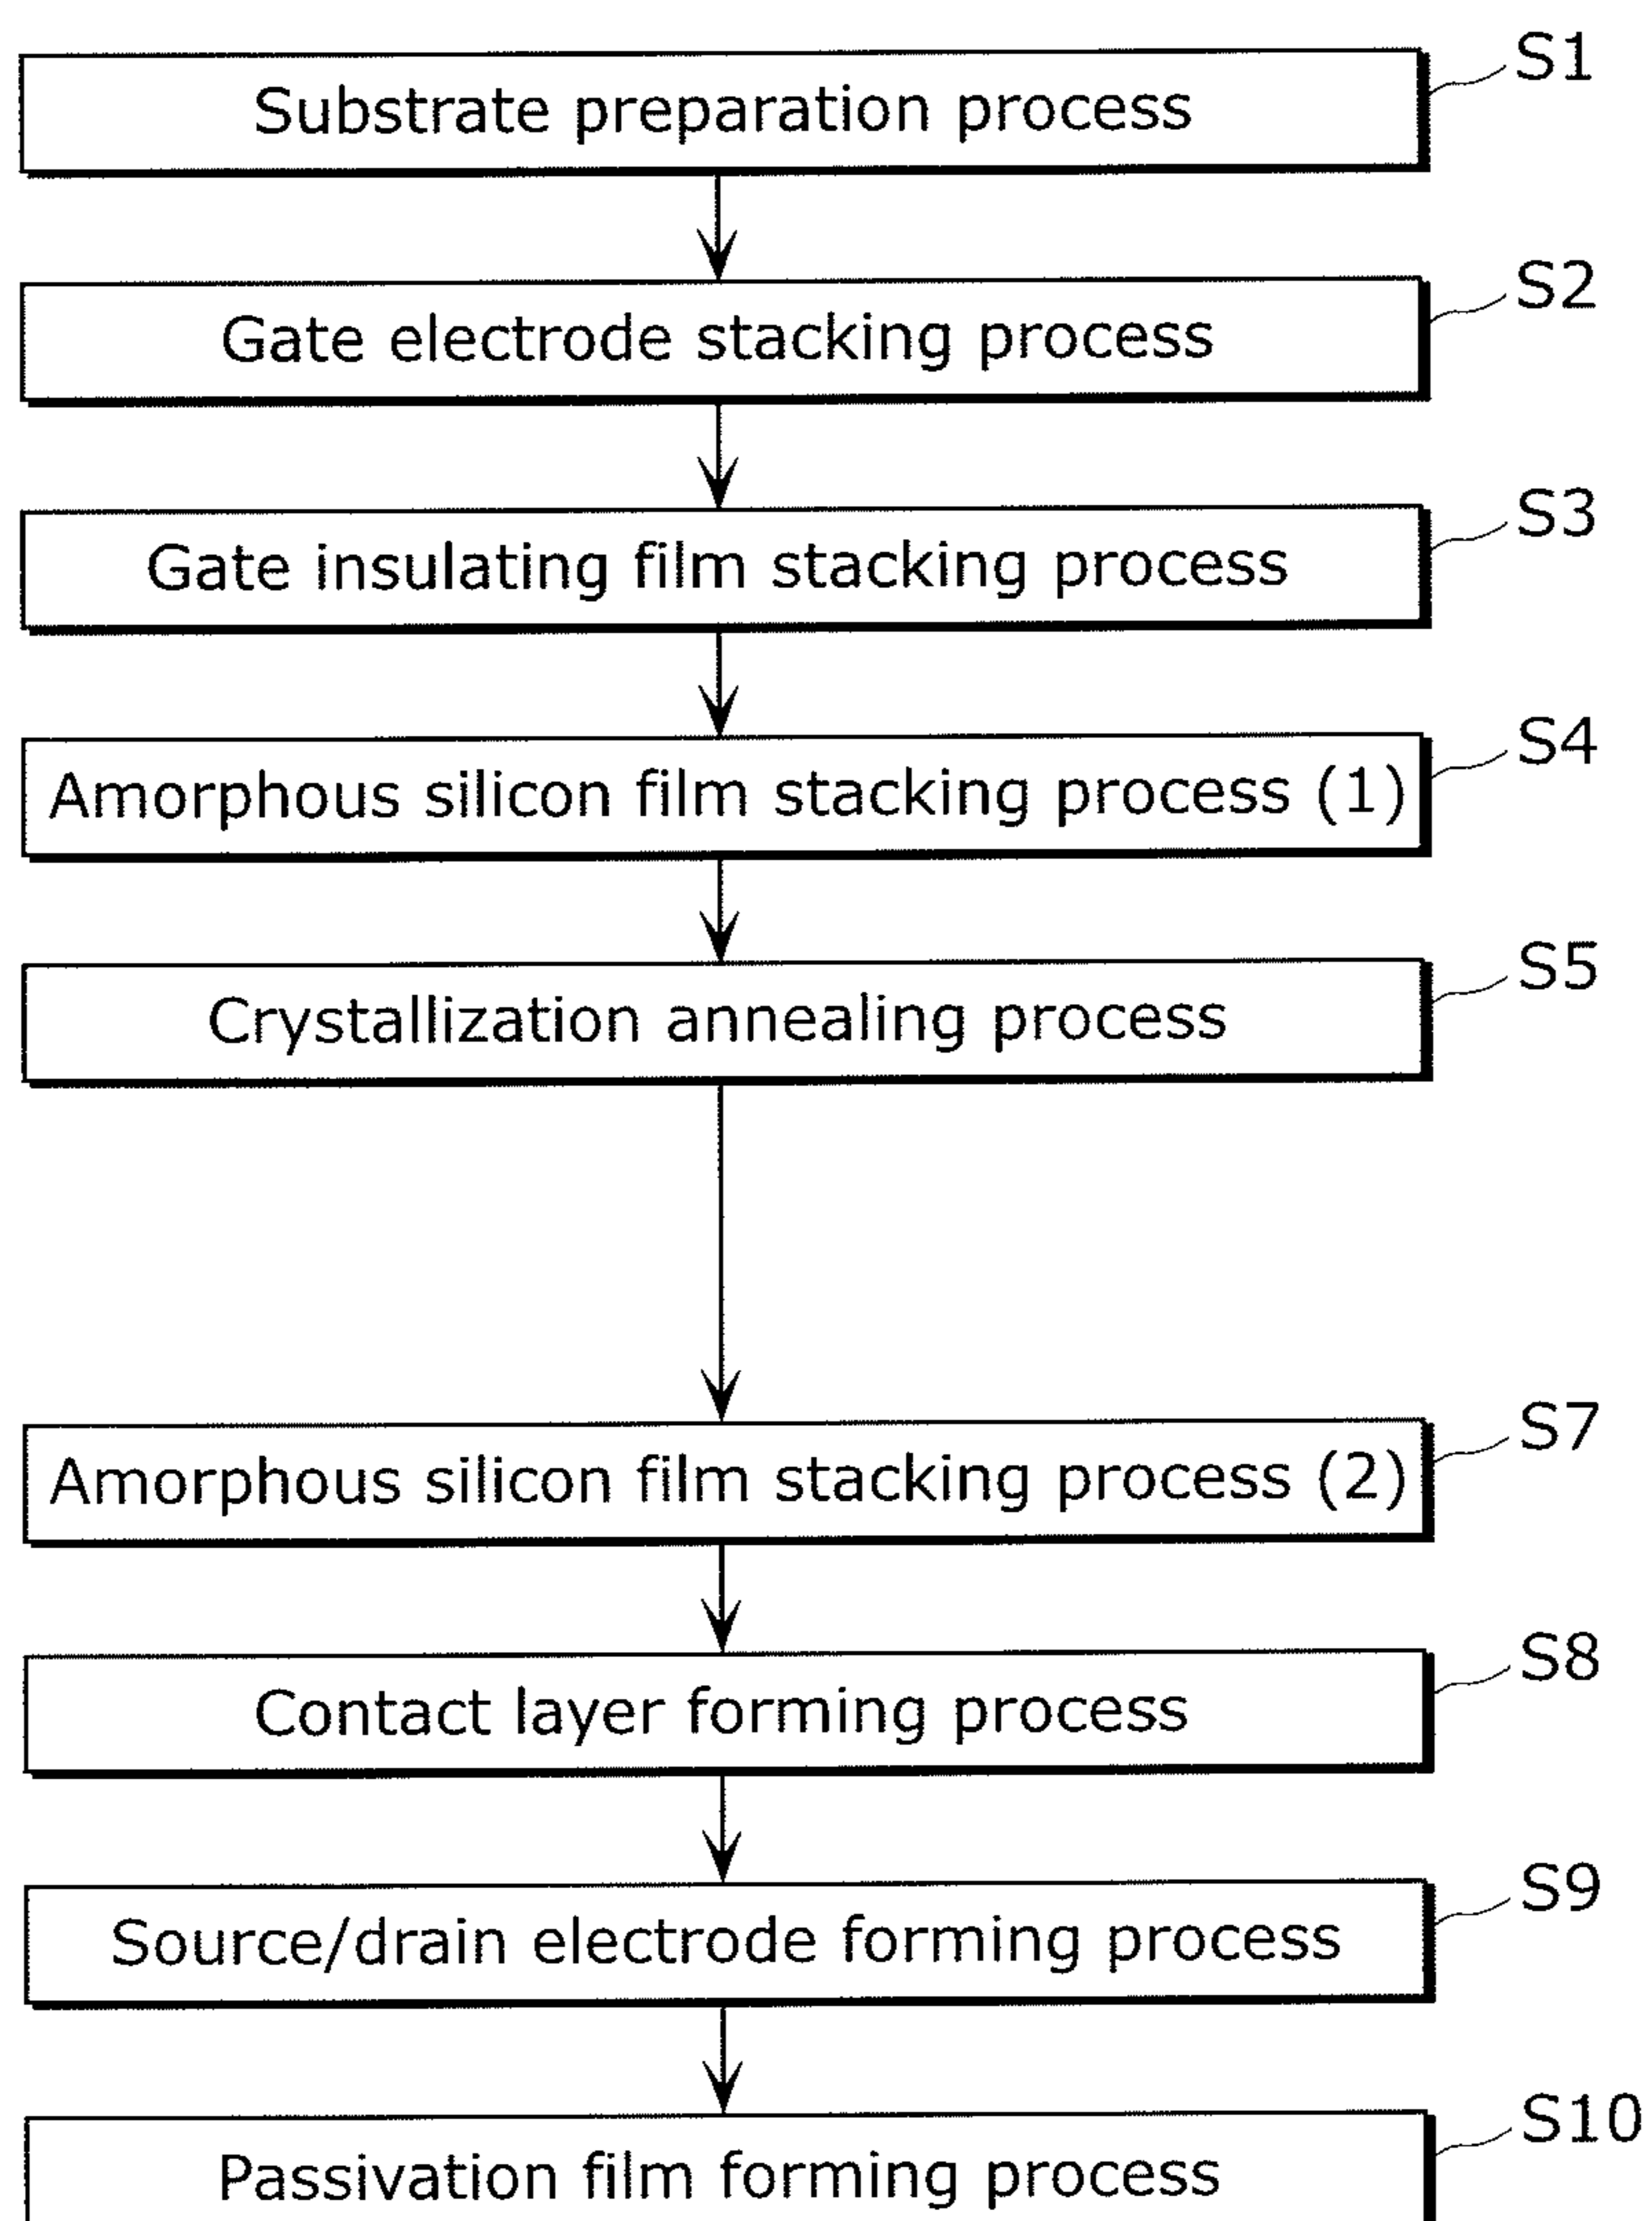 S1
Substrate preparation process
S2
Gate electrode stacking process
S3
Gate insulating film stacking process
S4
Amorphous silicon film stacking process (1)
S5
Crystallization annealing process
S7
Amorphous silicon film stacking process (2)
S8
Contact layer forming process
S9
Source/drain electrode forming process
S10
Passivation film forming process